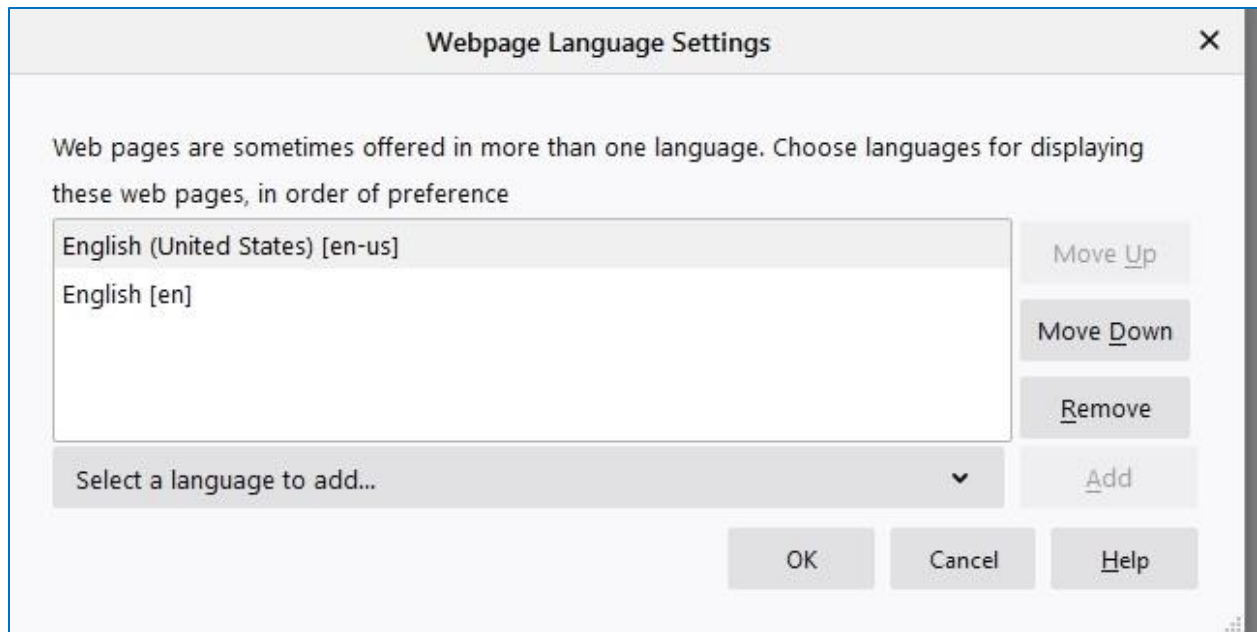 Webpage Language Settings
Web pages are sometimes offered in more than one language. Choose languages for displaying
these web pages, in order of preference
English (United States) [en-us]
Move Up
English [en]
Move Down
Remove
Select a language to add...
Add
OK
Cancel
Help